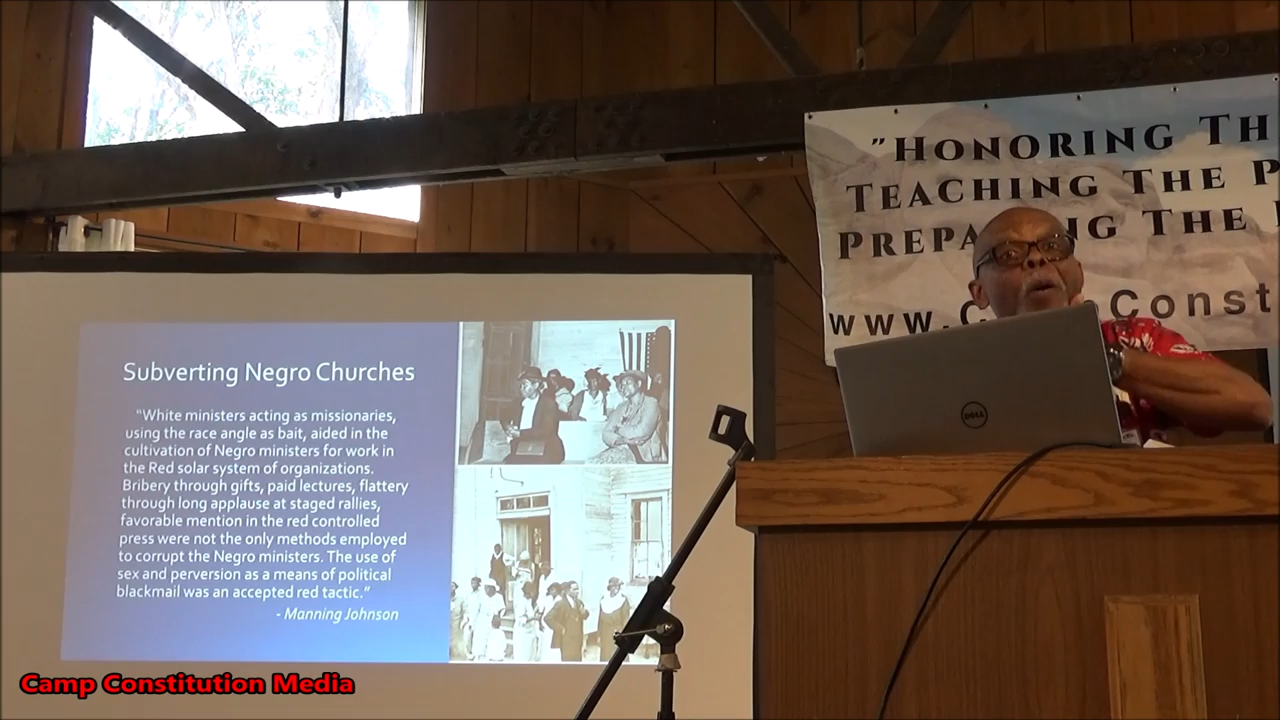 "HONORING TH
TEACHING THE P
PREPA NG THE
www.C Const
Subverting Negro Churches
"White ministers acting as missionaries,
using the race angle as bait, aided in the
cultivation of Negro ministers for work in
the Red solar system of organizations.
Bribery through gifts, paid lectures, flattery
through long applause at staged rallies,
favorable mention in the red controlled
press were not the only methods employed
to corrupt the Negro ministers. The use of
sex and perversion as a means of political
blackmail was an accepted red tactic."
- Manning Johnson
DELL
Camp Constitution Media